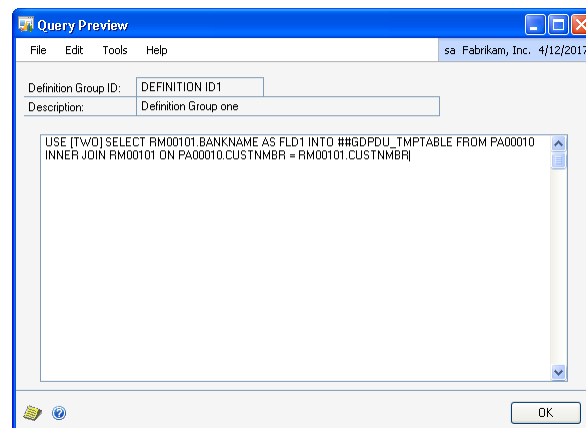 Query Preview
File Edit Tools Help sa Fabrikam, Inc. 4/12/2017
Definition Group ID: DEFINITION ID1
Description: Definition Group one
USE [TWO] SELECT RM00101.BANKNAME AS FLD1 INTO ##GDPDU_TMPTABLE FROM PA00010
INNER JOIN RM00101 ON PA00010.CUSTNMBR = RM00101.CUSTNMBR
OK